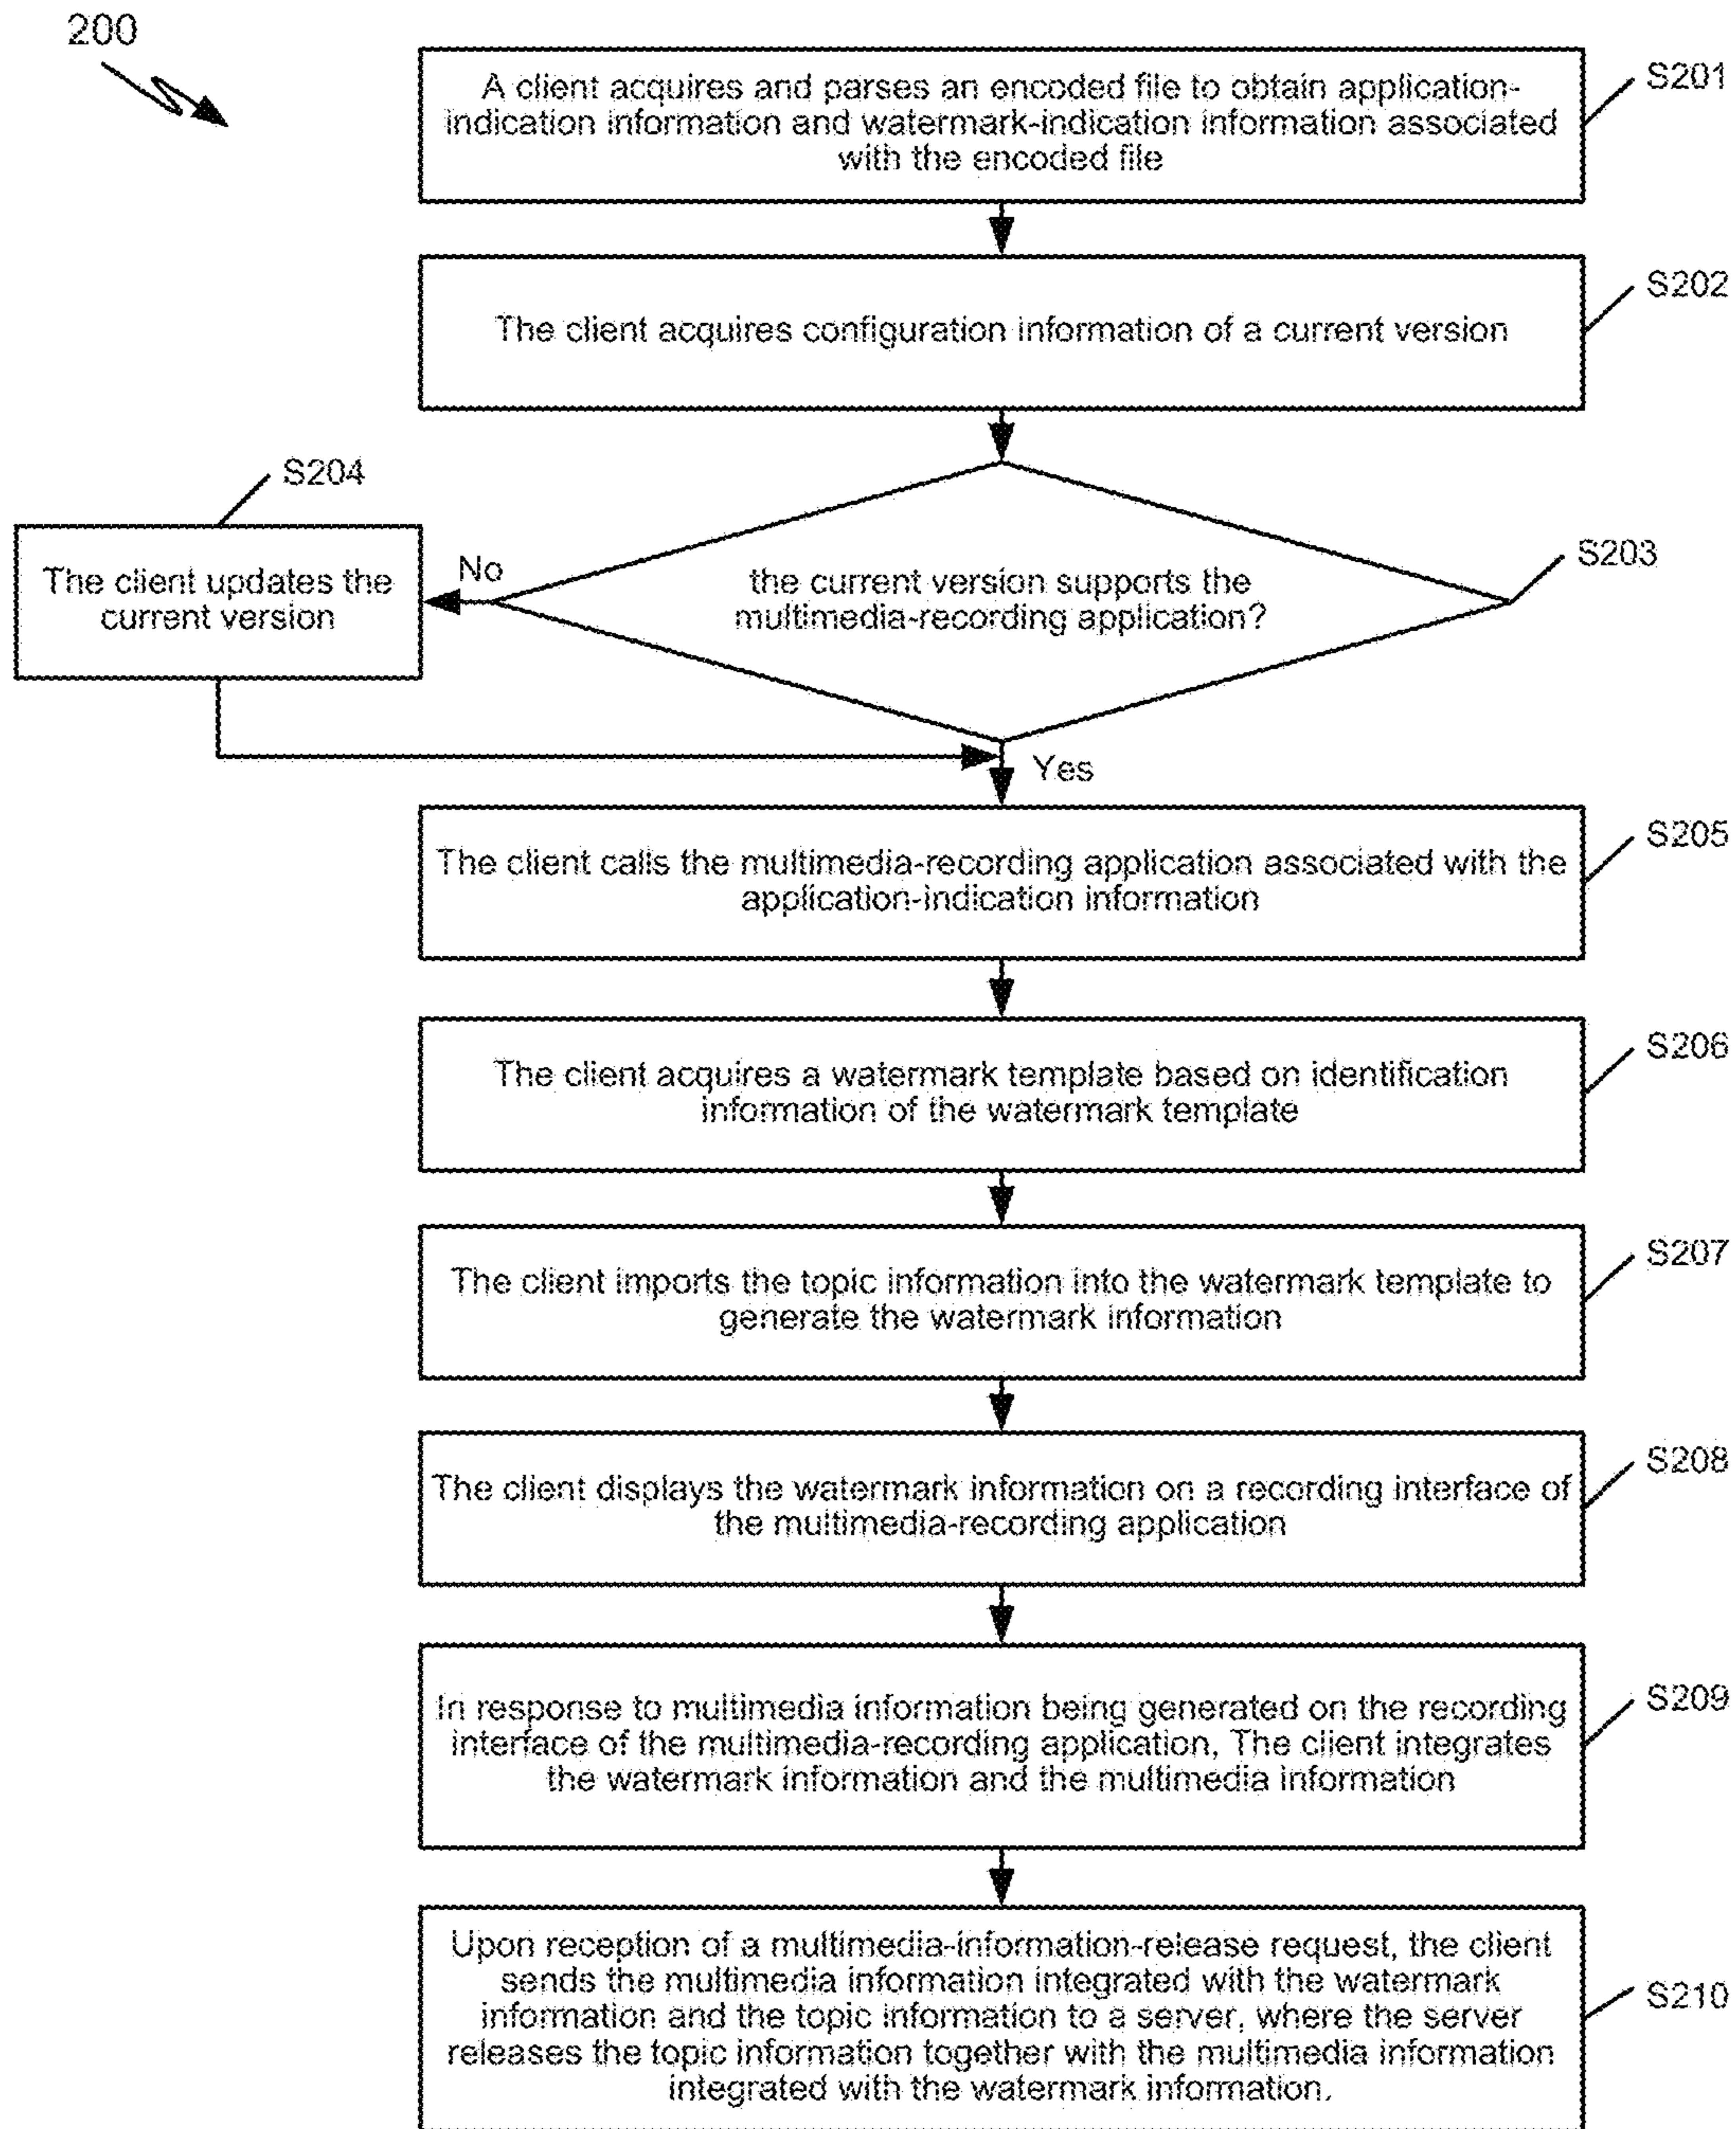 200
A client acquires and parses an encoded file to obtain application-
indication information and watermark-indication information associated
with the encoded file
S201
The client acquires configuration information of a current version
S202
S204
The client updates the
current version
No
the current version supports the
multimedia-recording application?
S203
Yes
The client calls the multimedia-recording application associated with the
application-indication information
S205
The client acquires a watermark template based on identification
information of the watermark template
S206
The client imports the topic information into the watermark template to
generate the watermark information
S207
The client displays the watermark information on a recording interface of
the multimedia-recording application
S208
In response to multimedia information being generated on the recording
interface of the multimedia-recording application, The client integrates
the watermark information and the multimedia information
S209
Upon reception of a multimedia-information-release request, the client
sends the multimedia information integrated with the watermark
information and the topic information to a server, where the server
releases the topic information together with the multimedia information
integrated with the watermark information.
S210